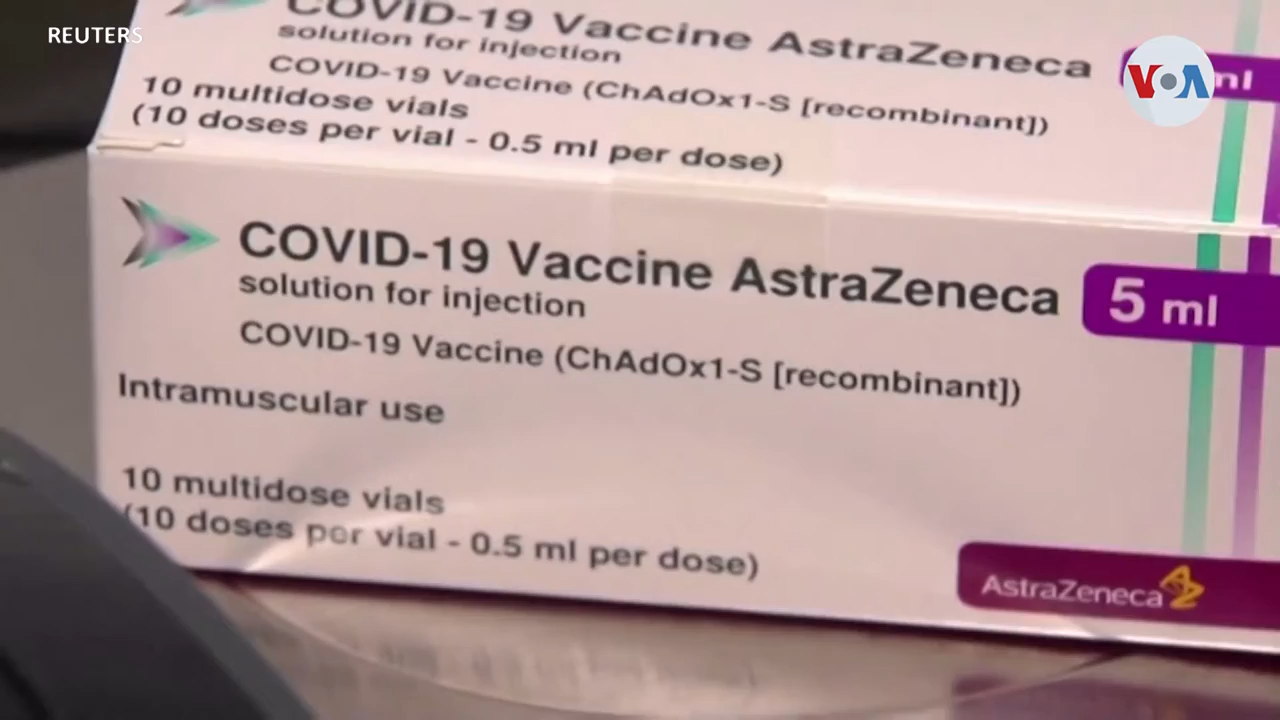 REUTERS
VOA
COVID-19 Vaccine AstraZeneca
solution for injection
COVID-19 Vaccine (ChAdOx1-S [recombinant])
10 multidose vials
(10 doses per vial - 0.5 ml per dose)
ml
COVID-19 Vaccine AstraZeneca
5 ml
solution for injection
COVID-19 Vaccine (ChAdOx1-S [recombinant])
Intramuscular use
10 multidose vials
(10 doses per vial - 0.5 ml per dose)
AstraZeneca